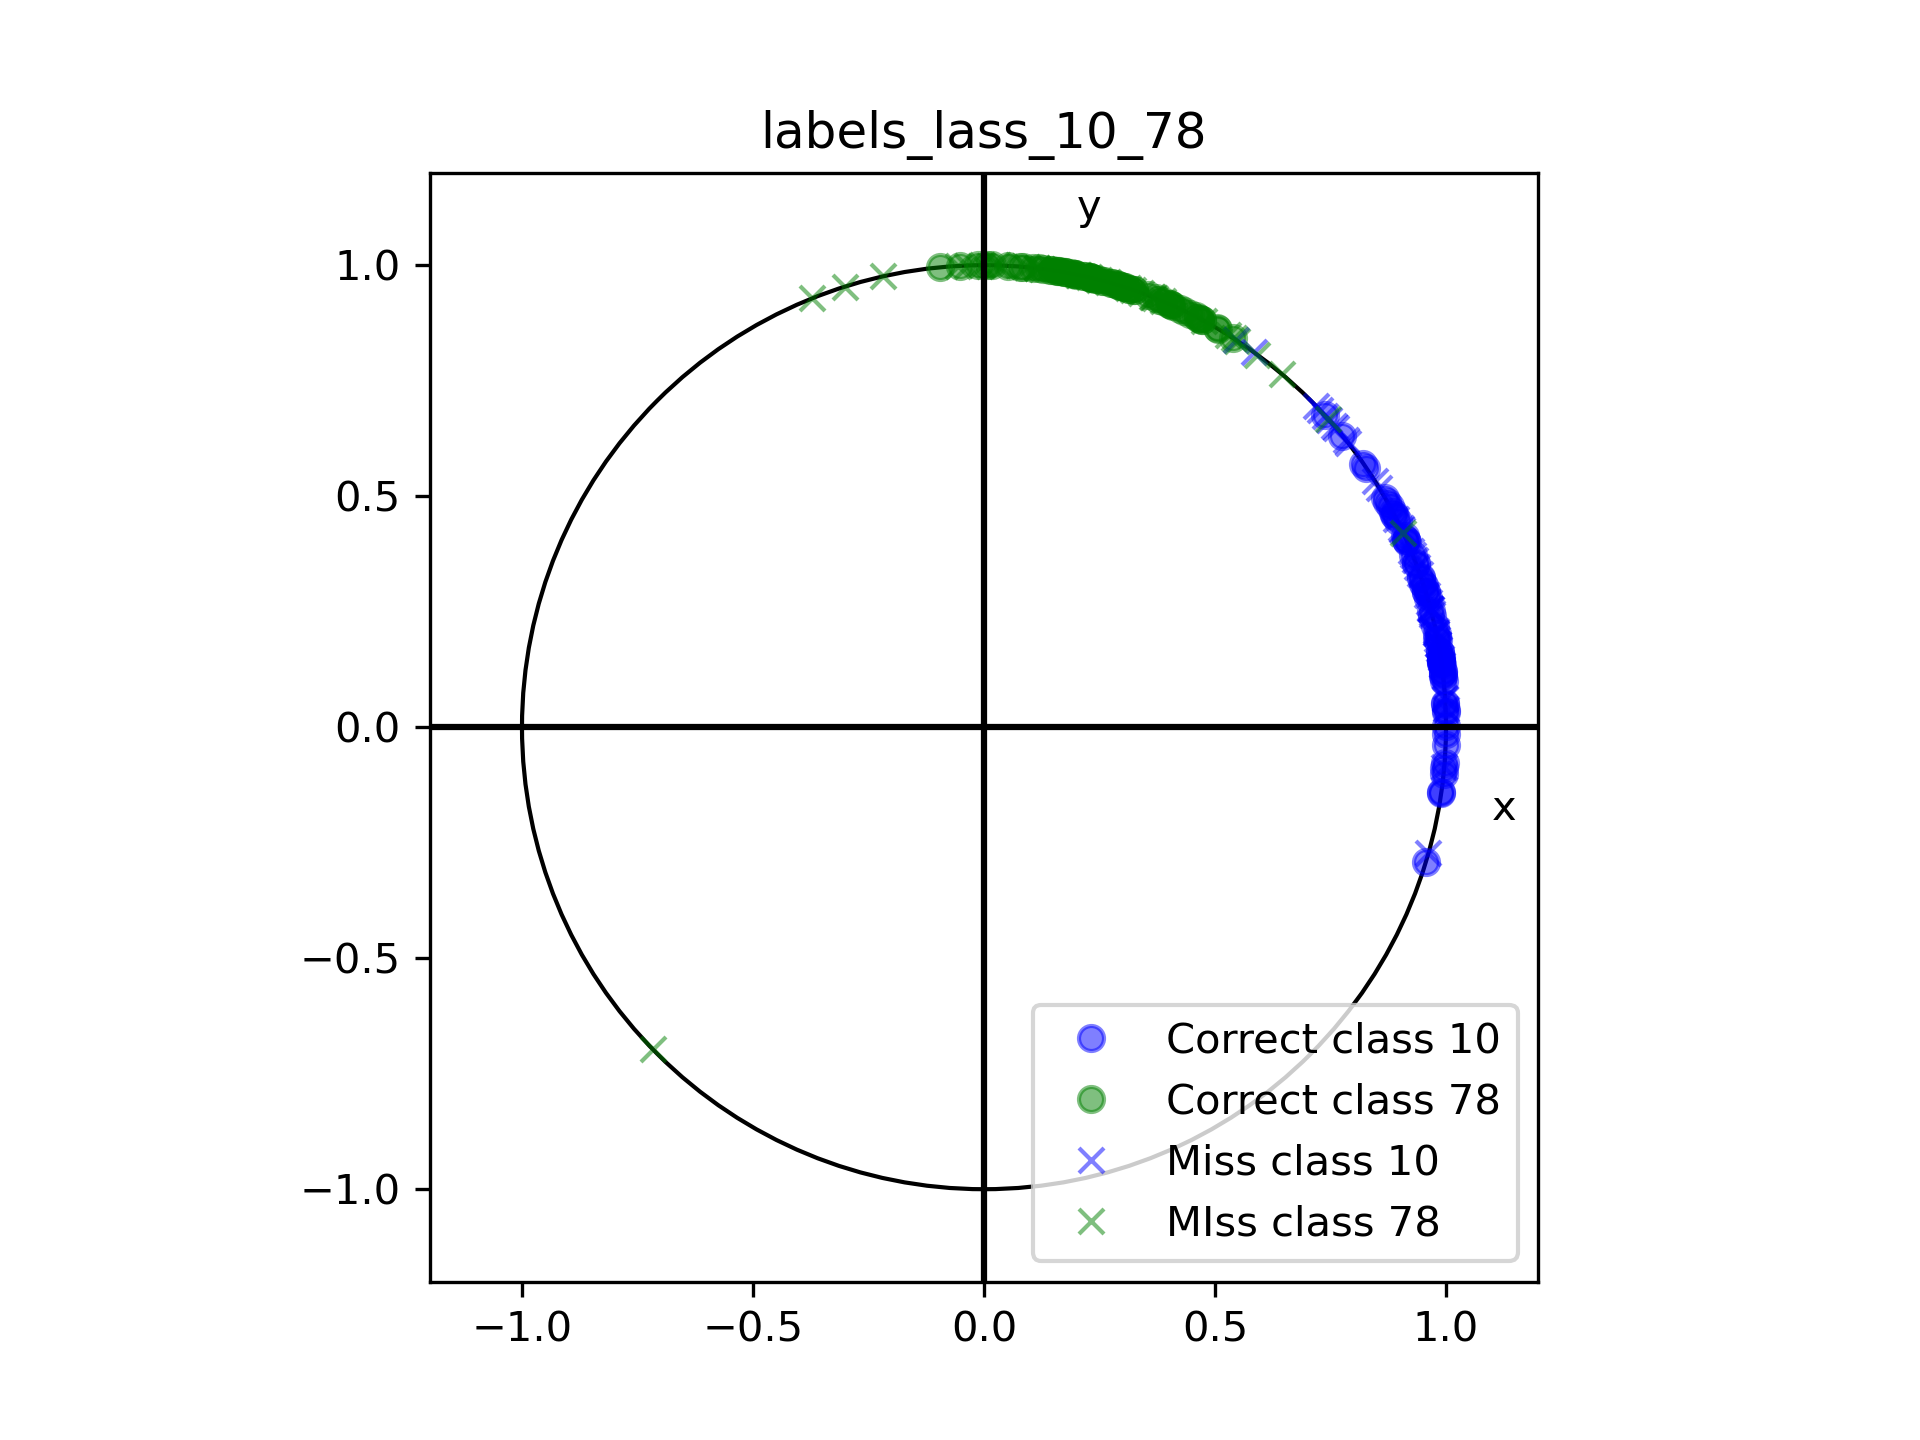 labels_lass_10_78
y
1.0
0.5
0.0
x
−0.5
Correct class 10
Correct class 78
Miss class 10
−1.0
MIss class 78
−1.0 −0.5 0.0 0.5 1.0